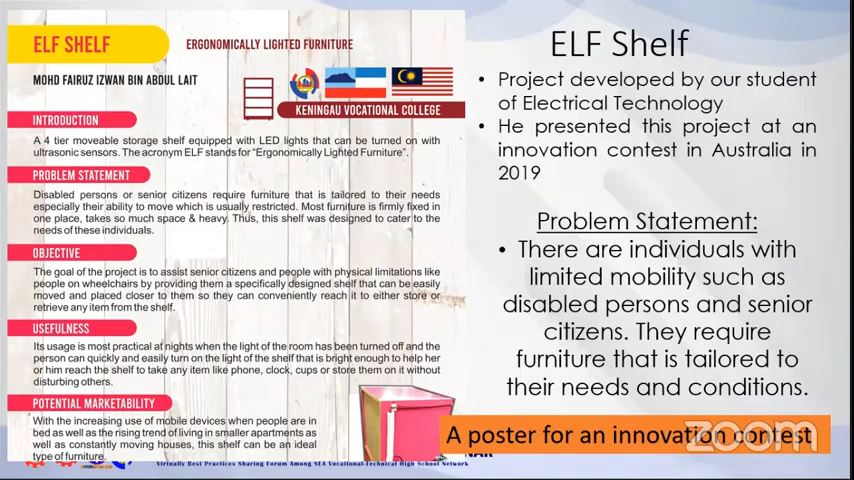 ELF SHELF
ERGONOMICALLY LIGHTED FURNITURE
MOHD FAIRUZ IZWAN BIN ABDUL LAIT
KENINGAU VOCATIONAL COLLEGE
INTRODUCTION
A 4 tier moveable storage shelf equipped with LED lights that can be turned on with
ultrasonic sensors. The acronym ELF stands for “Ergonomically Lighted Furniture”.
PROBLEM STATEMENT
Disabled persons or senior citizens require furniture that is tailored to their needs
especially their ability to move which is usually restricted. Most furniture is firmly fixed in
one place, takes so much space & heavy. Thus, this shelf was designed to cater to the
needs of these individuals.
OBJECTIVE
The goal of the project is to assist senior citizens and people with physical limitations like
people on wheelchairs by providing them a specifically designed shelf that can be easily
moved and placed closer to them so they can conveniently reach it to either store or
retrieve any item from the shelf.
USEFULNESS
Its usage is most practical at nights when the light of the room has been turned off and the
person can quickly and easily turn on the light of the shelf that is bright enough to help her
or him reach the shelf to take any item like phone, clock, cups or store them on it without
disturbing others.
POTENTIAL MARKETABILITY
With the increasing use of mobile devices when people are in
bed as well as the rising trend of living in smaller apartments as
well as constantly moving houses, this shelf can be an ideal
type of furniture.
Virtually Best Practices Sharing Forum Among SEA Vocational-Technical High School Network
ELF Shelf
• Project developed by our student
of Electrical Technology
• He presented this project at an
innovation contest in Australia in
2019
Problem Statement:
• There are individuals with
limited mobility such as
disabled persons and senior
citizens. They require
furniture that is tailored to
their needs and conditions.
A poster for an innovation contest
zoom